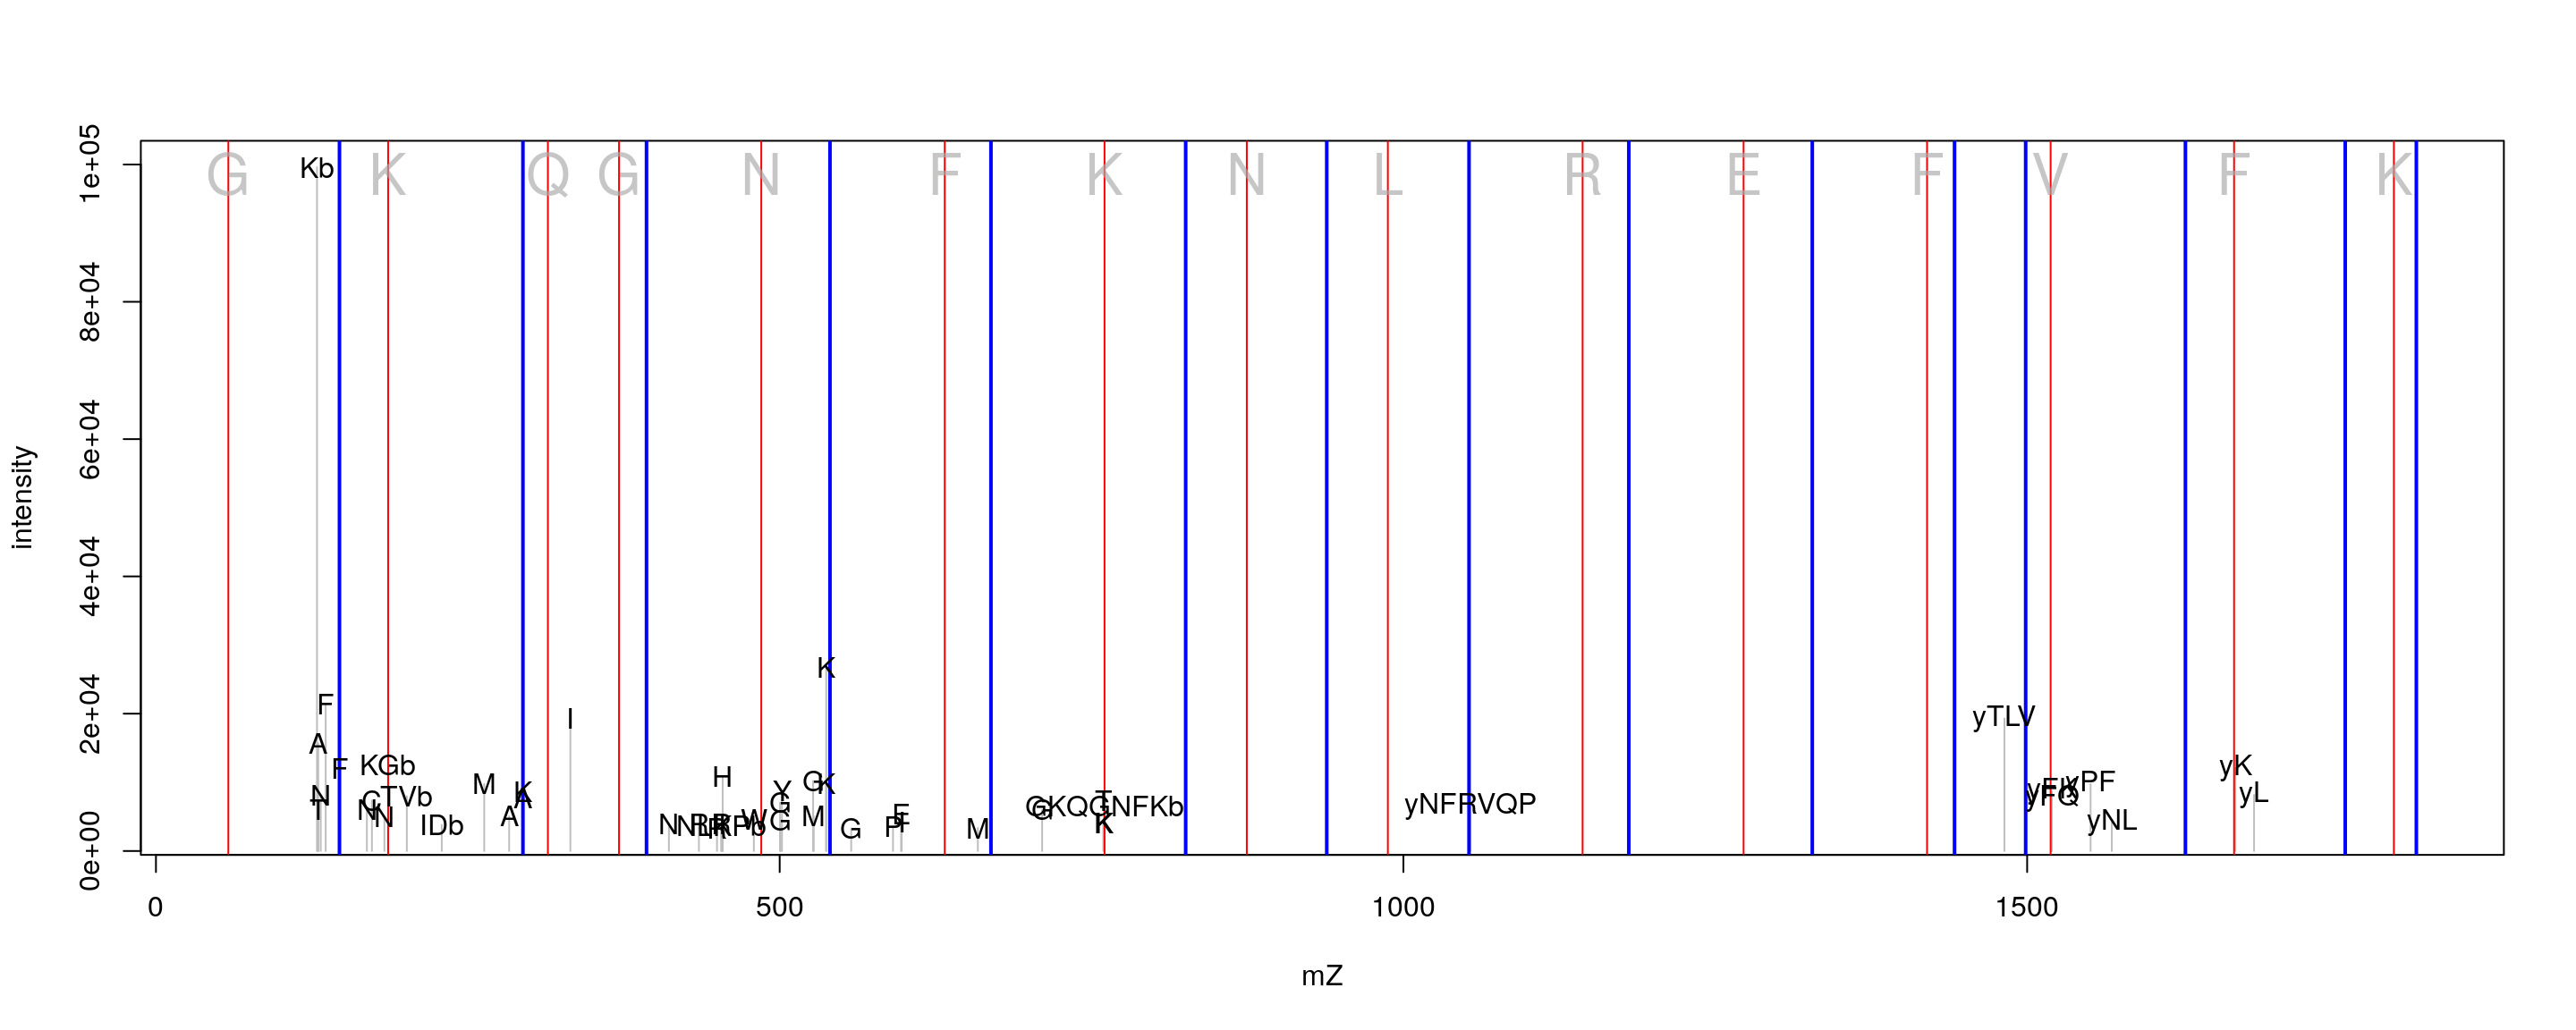 G K Q G N F K N L R E F V F K
1e+05
8e+04
6e+04
4e+04
2e+04
0e+00
intensity
Kb
F
A
F
N
T
KGb
N
N
TVb
IDb
M
A
K
I
N
H
W
Y
G
G
G
M
K
K
G
P
M
GKQGNFKb
G
T
K
yNFRVQP
yTLV
yFQ
yPF
yNL
yK
yL
0 500 1000 1500
mZ